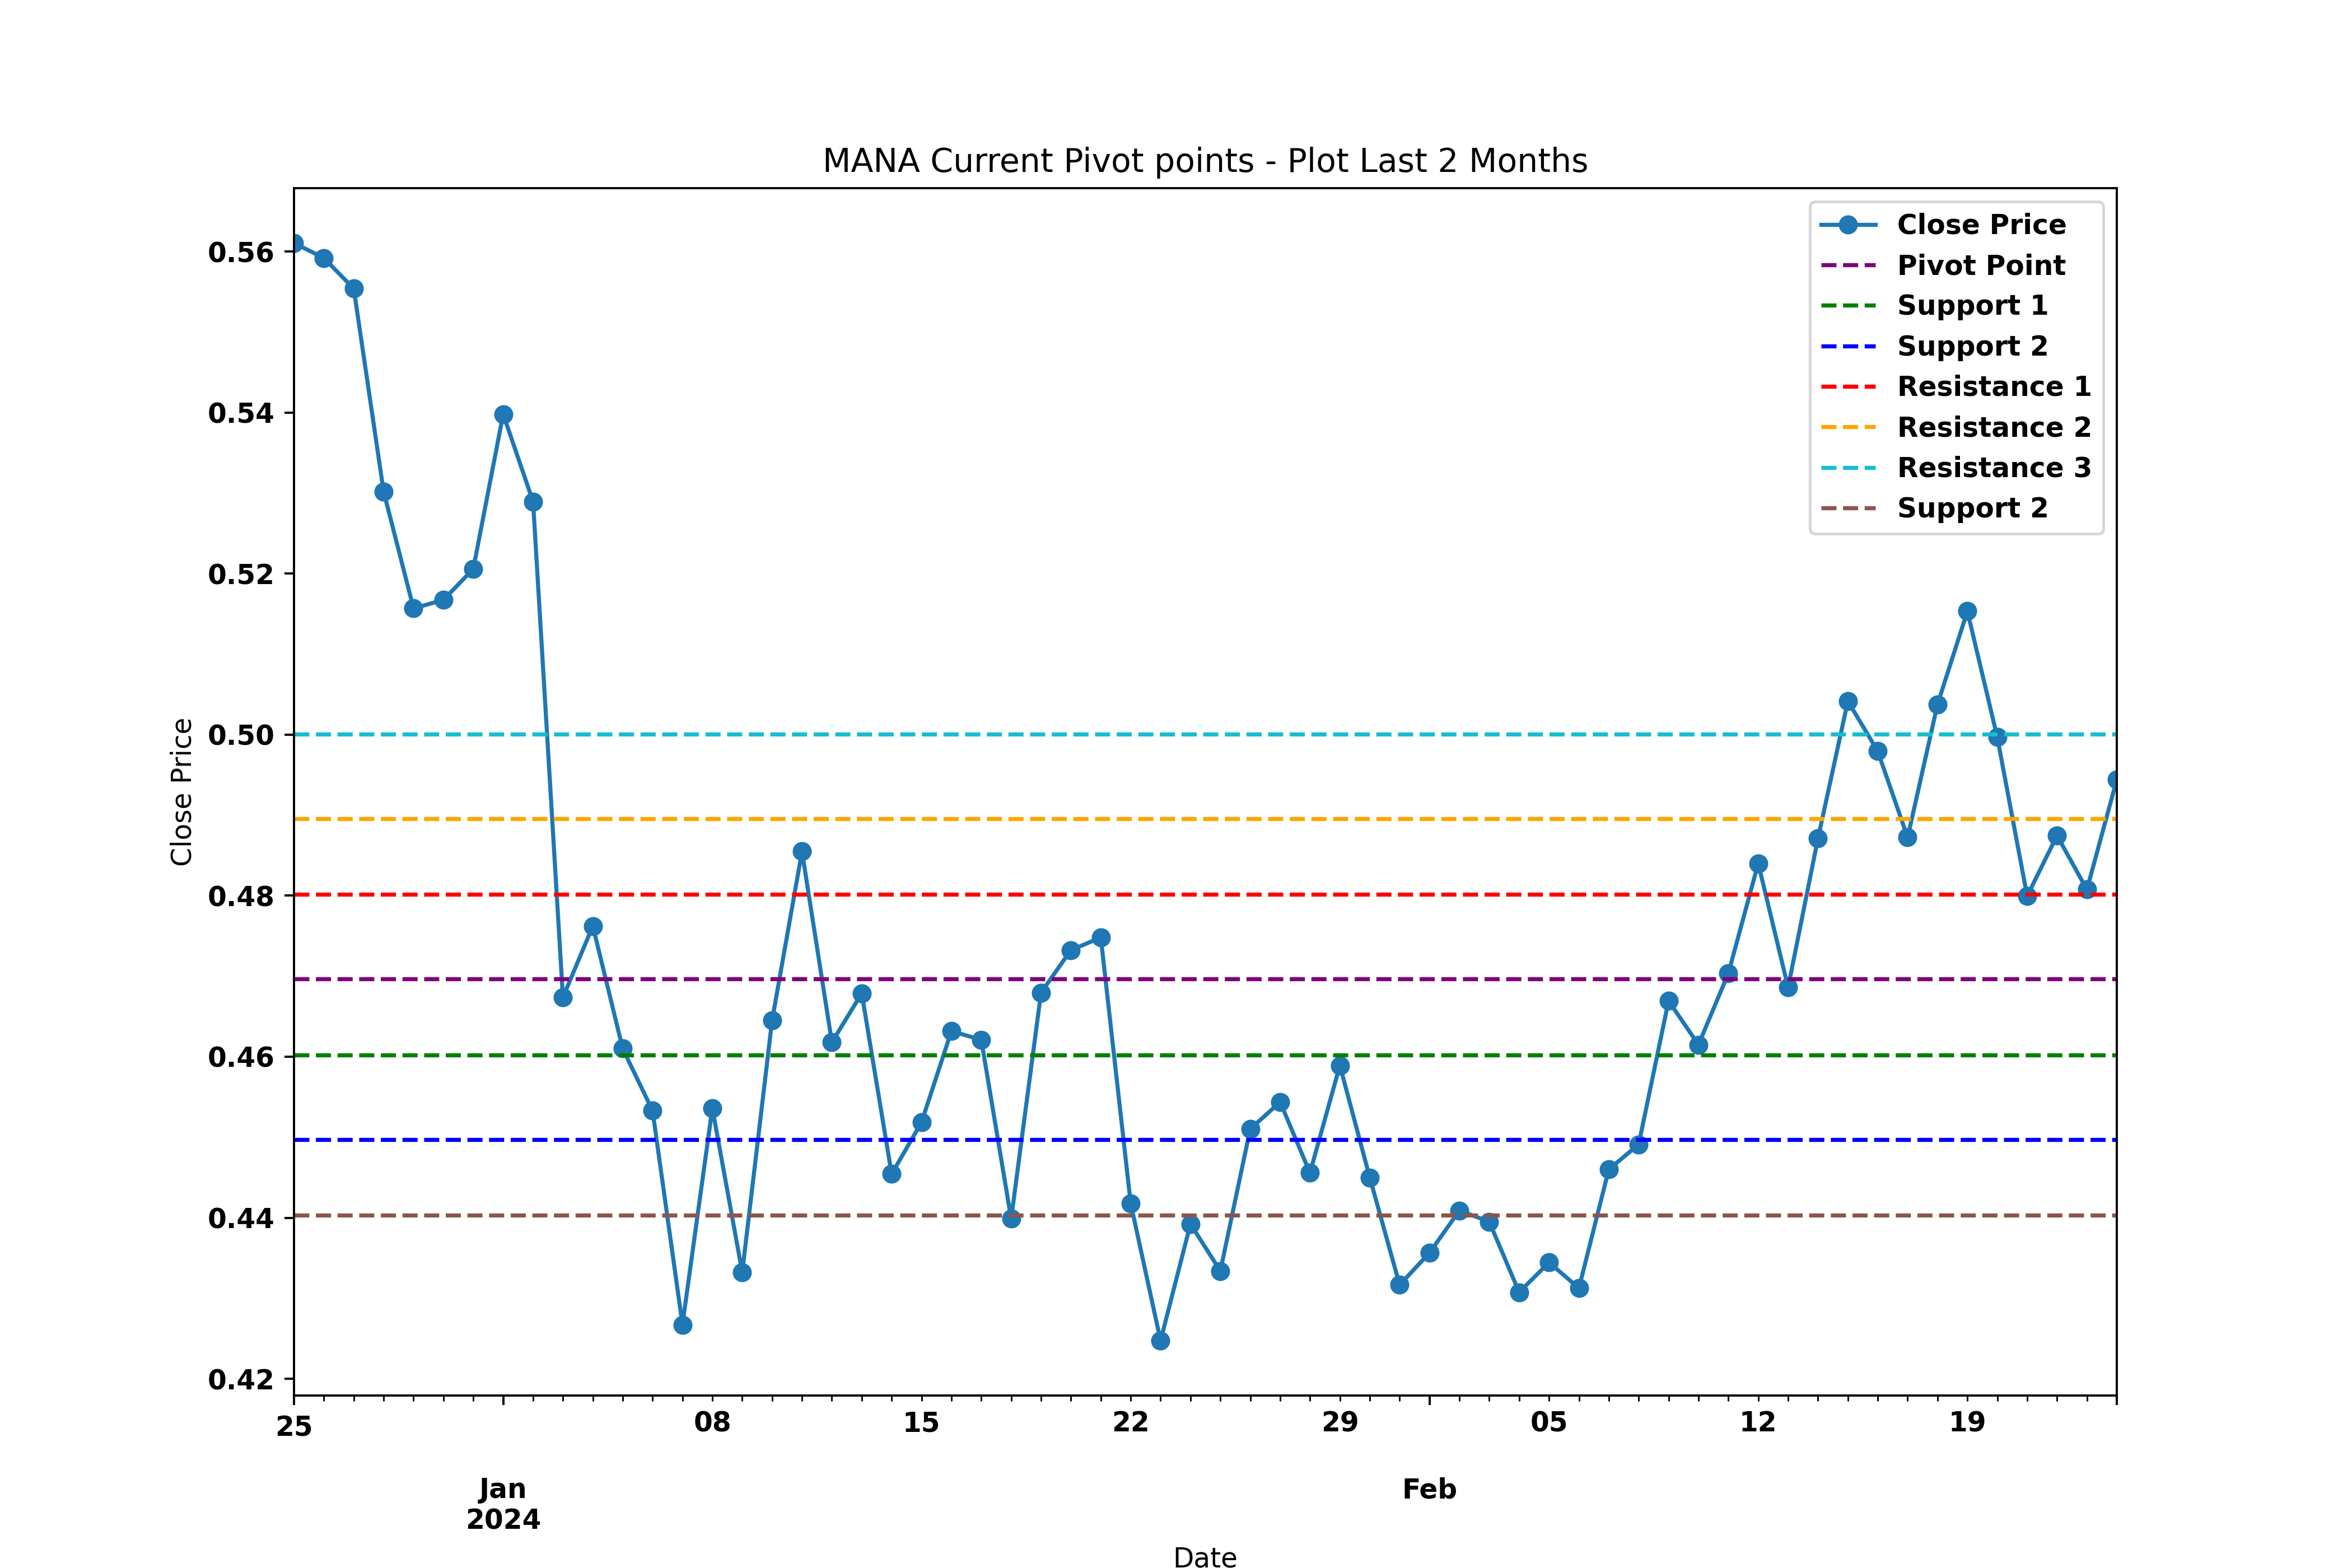 MANA Current Pivot points - Plot Last 2 Months
Close Price
Pivot Point
Support 1
Support 2
Resistance 1
Resistance 2
Resistance 3
Support 2
0.56
0.54
0.52
0.50
0.48
0.46
0.44
0.42
Close Price
25 08 15 22 29 05 12 19
Jan Feb
2024
Date